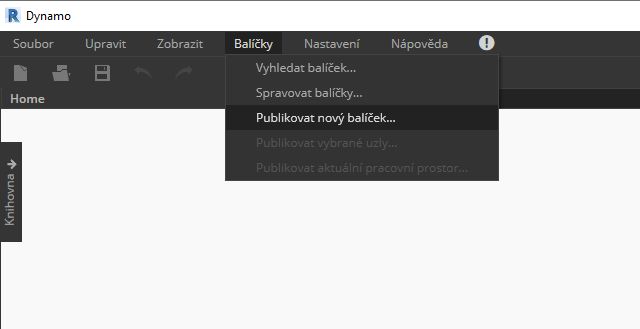 Dynamo
Soubor Upravit Zobrazit Balíčky Nastavení Nápověda
Vyhledat balíček...
Spravovat balíčky...
Home
Publikovat nový balíček...
Publikovat vybrané uzly...
Publikovat aktuální pracovní prostor...
Knihovna